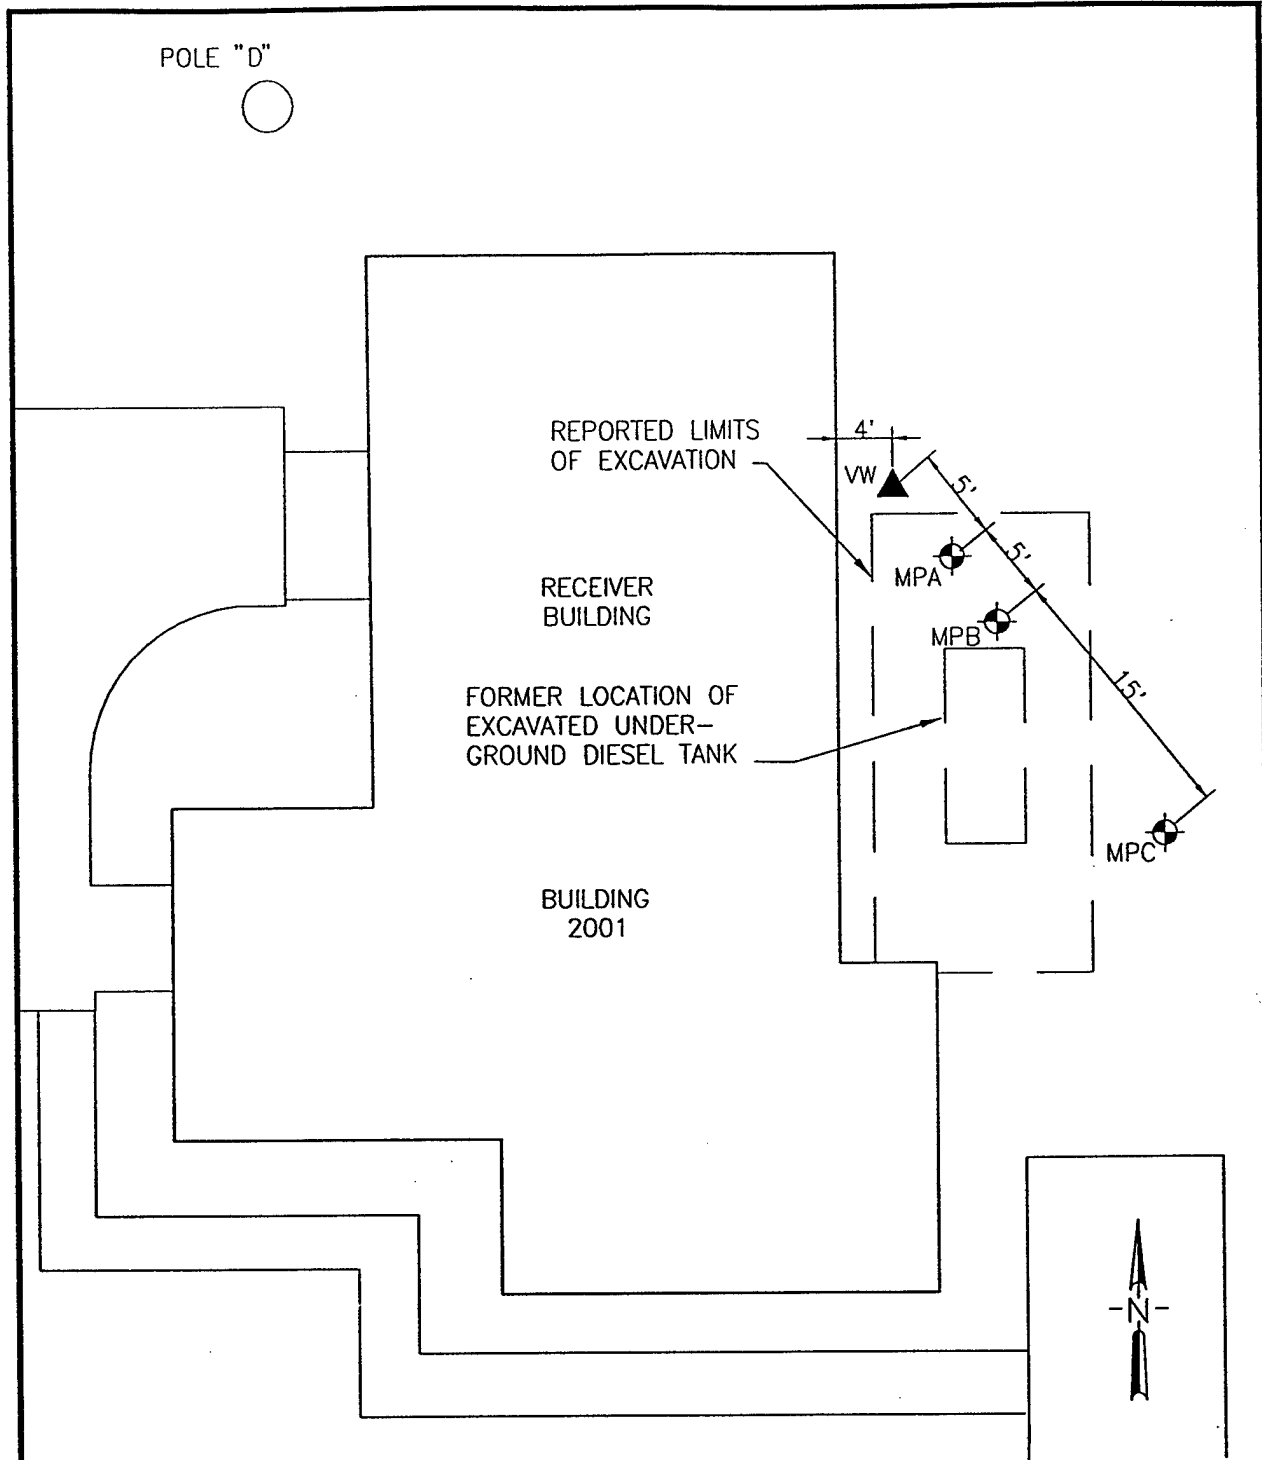 POLE "D"
REPORTED LIMITS
OF EXCAVATION
4'
VW
5'
5'
MPA
MPB
15'
MPC
RECEIVER
BUILDING
FORMER LOCATION OF
EXCAVATED UNDER-
GROUND DIESEL TANK
BUILDING
2001
-N-